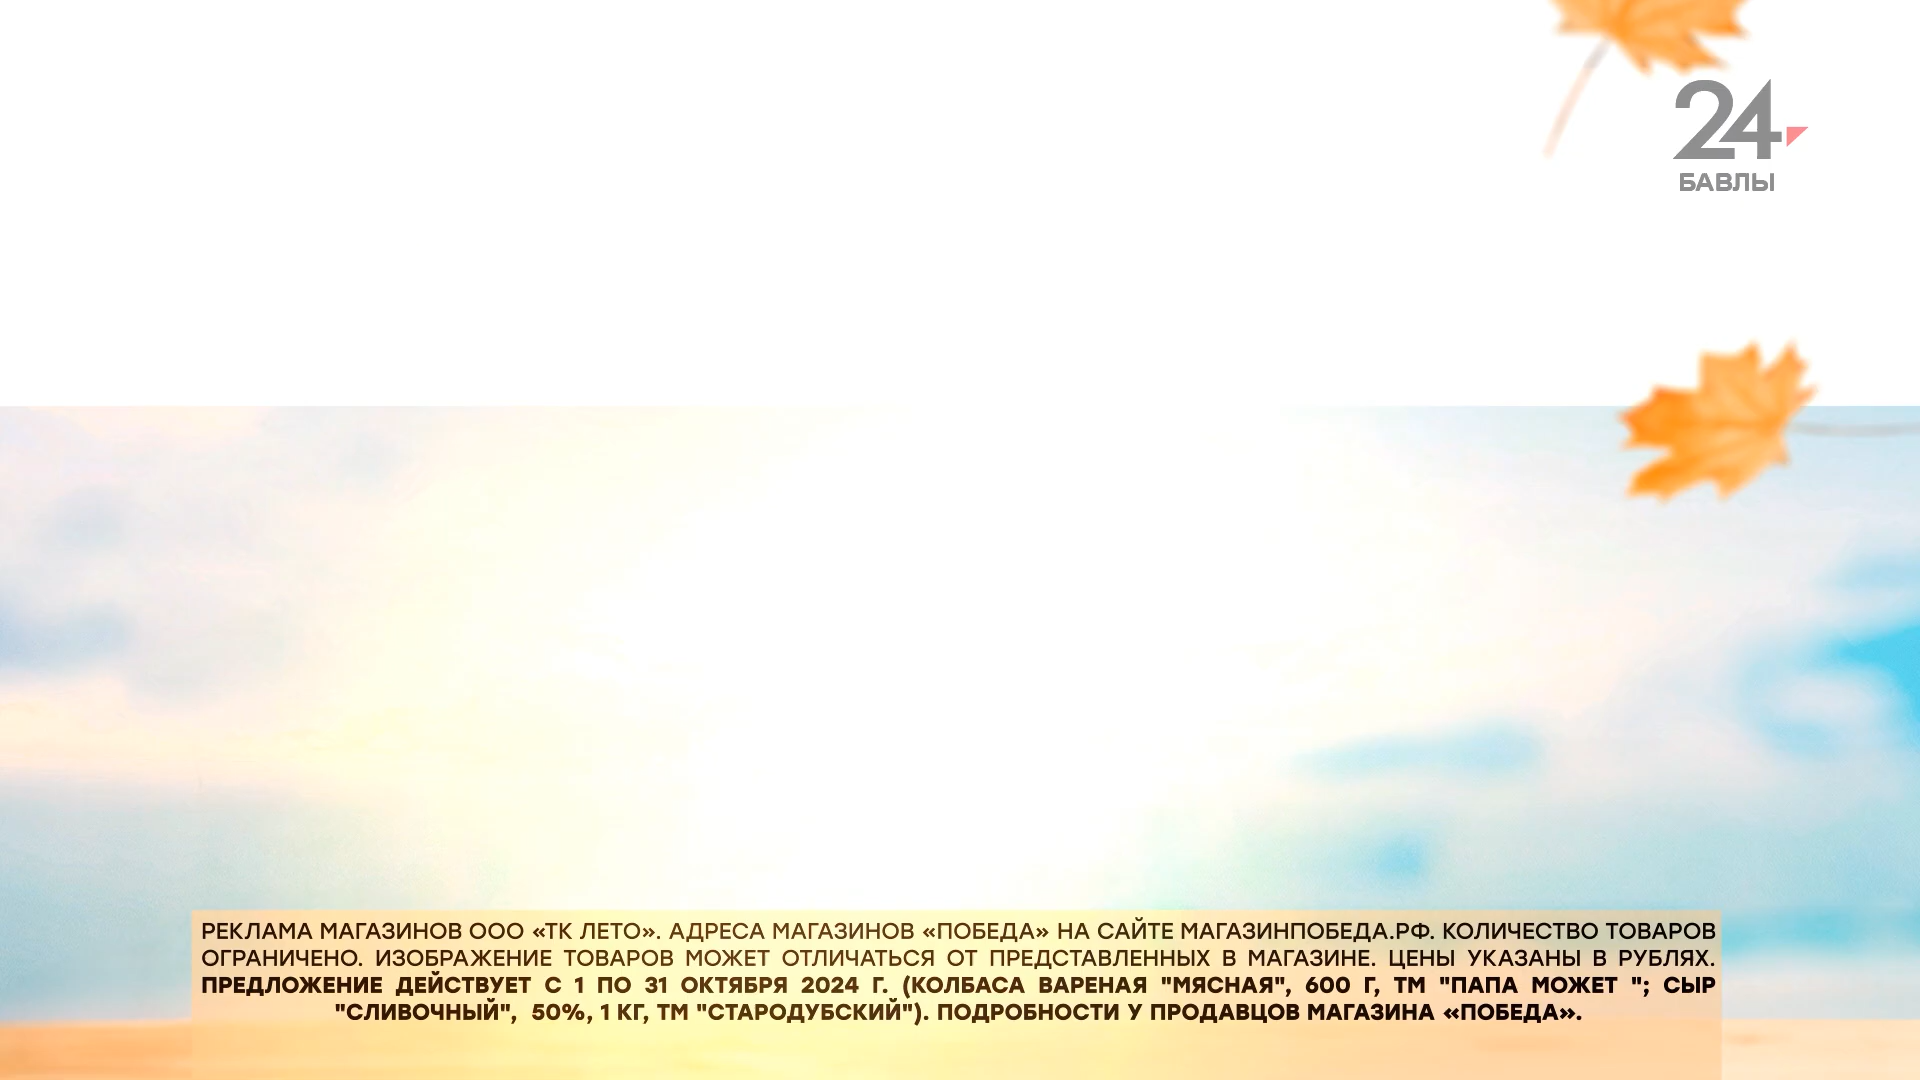 24
БАВЛЫ
РЕКЛАМА МАГАЗИНОВ ООО «ТК ЛЕТО». АДРЕСА МАГАЗИНОВ «ПОБЕДА» НА САЙТЕ МАГАЗИНПОБЕДА.РФ. КОЛИЧЕСТВО ТОВАРОВ
ОГРАНИЧЕНО. ИЗОБРАЖЕНИЕ ТОВАРОВ МОЖЕТ ОТЛИЧАТЬСЯ ОТ ПРЕДСТАВЛЕННЫХ В МАГАЗИНЕ. ЦЕНЫ УКАЗАНЫ В РУБЛЯХ.
ПРЕДЛОЖЕНИЕ ДЕЙСТВУЕТ С 1 ПО 31 ОКТЯБРЯ 2024 Г. (КОЛБАСА ВАРЕНАЯ "МЯСНАЯ", 600 Г, ТМ "ПАПА МОЖЕТ "; СЫР
"СЛИВОЧНЫЙ", 50%, 1 КГ, ТМ "СТАРОДУБСКИЙ"). ПОДРОБНОСТИ У ПРОДАВЦОВ МАГАЗИНА «ПОБЕДА».